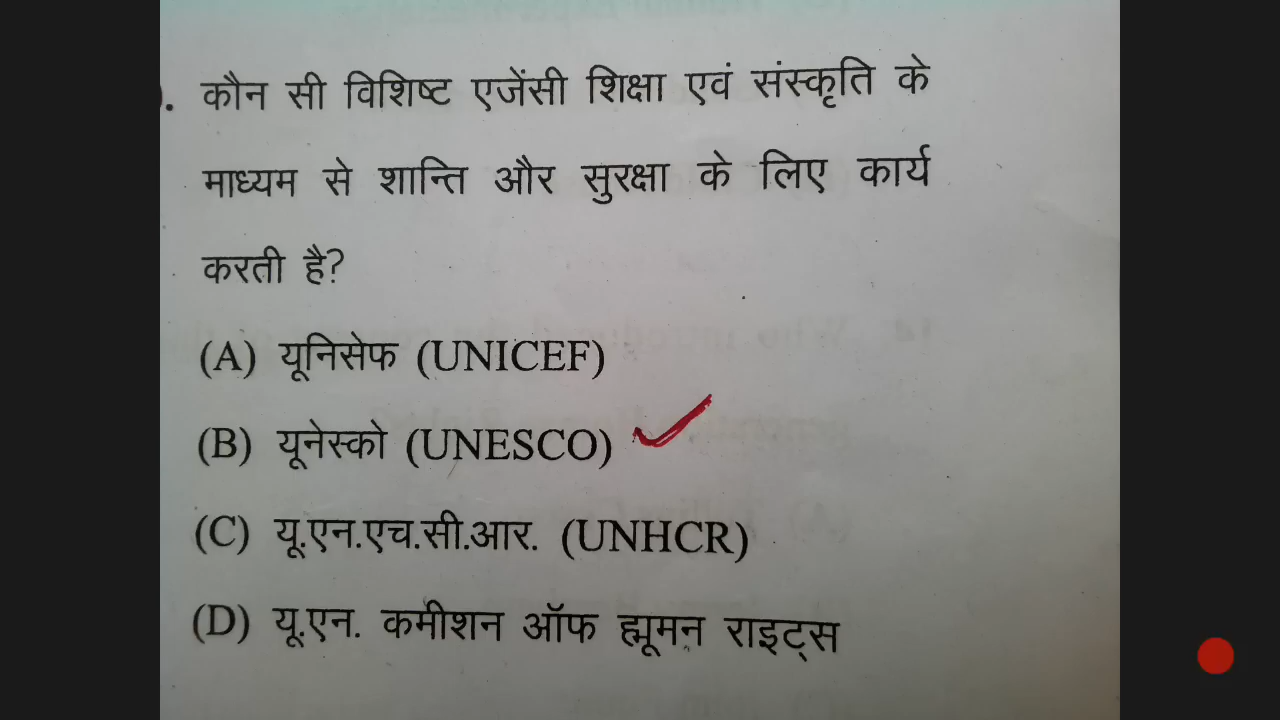 . कौन सी विशिष्ट एजेंसी शिक्षा एवं संस्कृति के
माध्यम से शान्ति और सुरक्षा के लिए कार्य
करती है?
(A) यूनिसेफ (UNICEF)
(B) यूनेस्को (UNESCO)
(C) यू.एन.एच.सी.आर. (UNHCR)
(D) यू.एन. कमीशन ऑफ ह्मूमन राइट्स